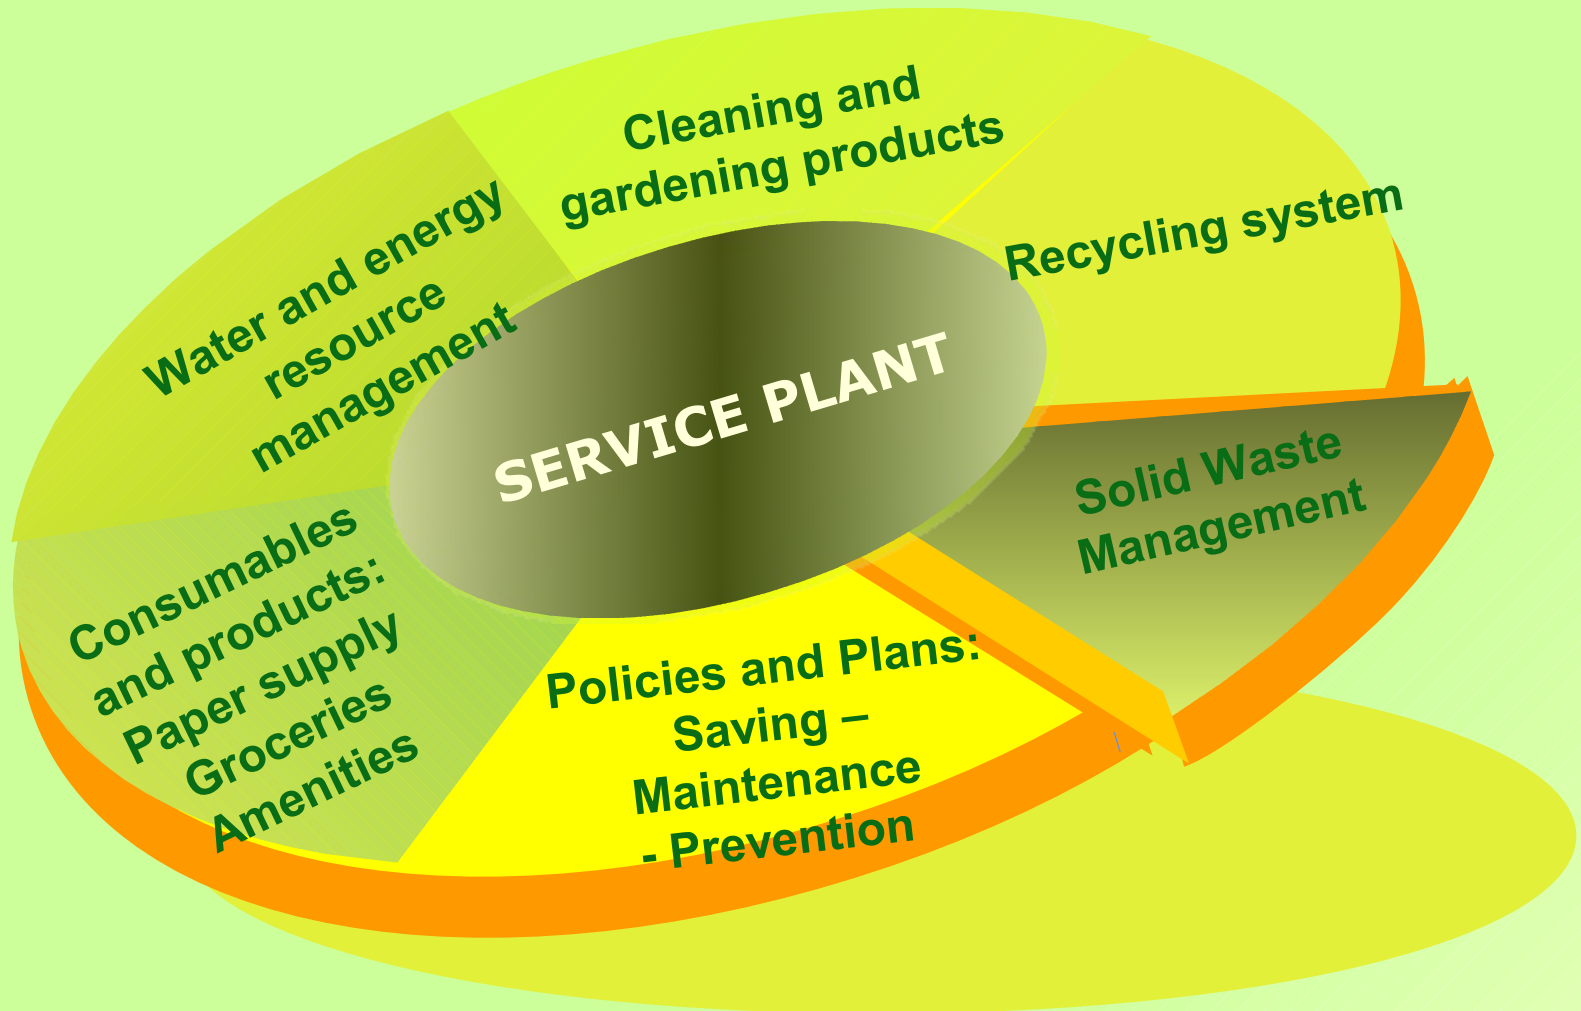 Cleaning and
gardening products
Recycling system
Water and energy
resource
management
SERVICE PLANT
Solid Waste
Management
Consumables
and products:
Paper supply
Groceries
Amenities
Policies and Plans:
Saving –
Maintenance
- Prevention